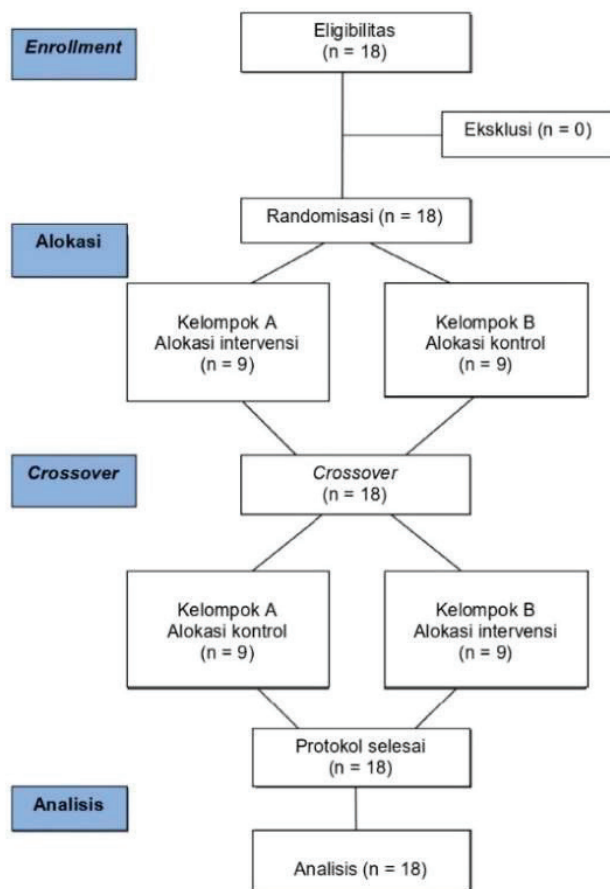 Enrollment
Eligibilitas
(n = 18)
Eksklusi (n = 0)
Randomisasi (n = 18)
Alokasi
Kelompok A
Alokasi intervensi
(n = 9)
Kelompok B
Alokasi kontrol
(n = 9)
Crossover
Crossover
(n = 18)
Kelompok A
Alokasi kontrol
(n = 9)
Kelompok B
Alokasi intervensi
(n = 9)
Protokol selesai
(n = 18)
Analisis
Analisis (n = 18)